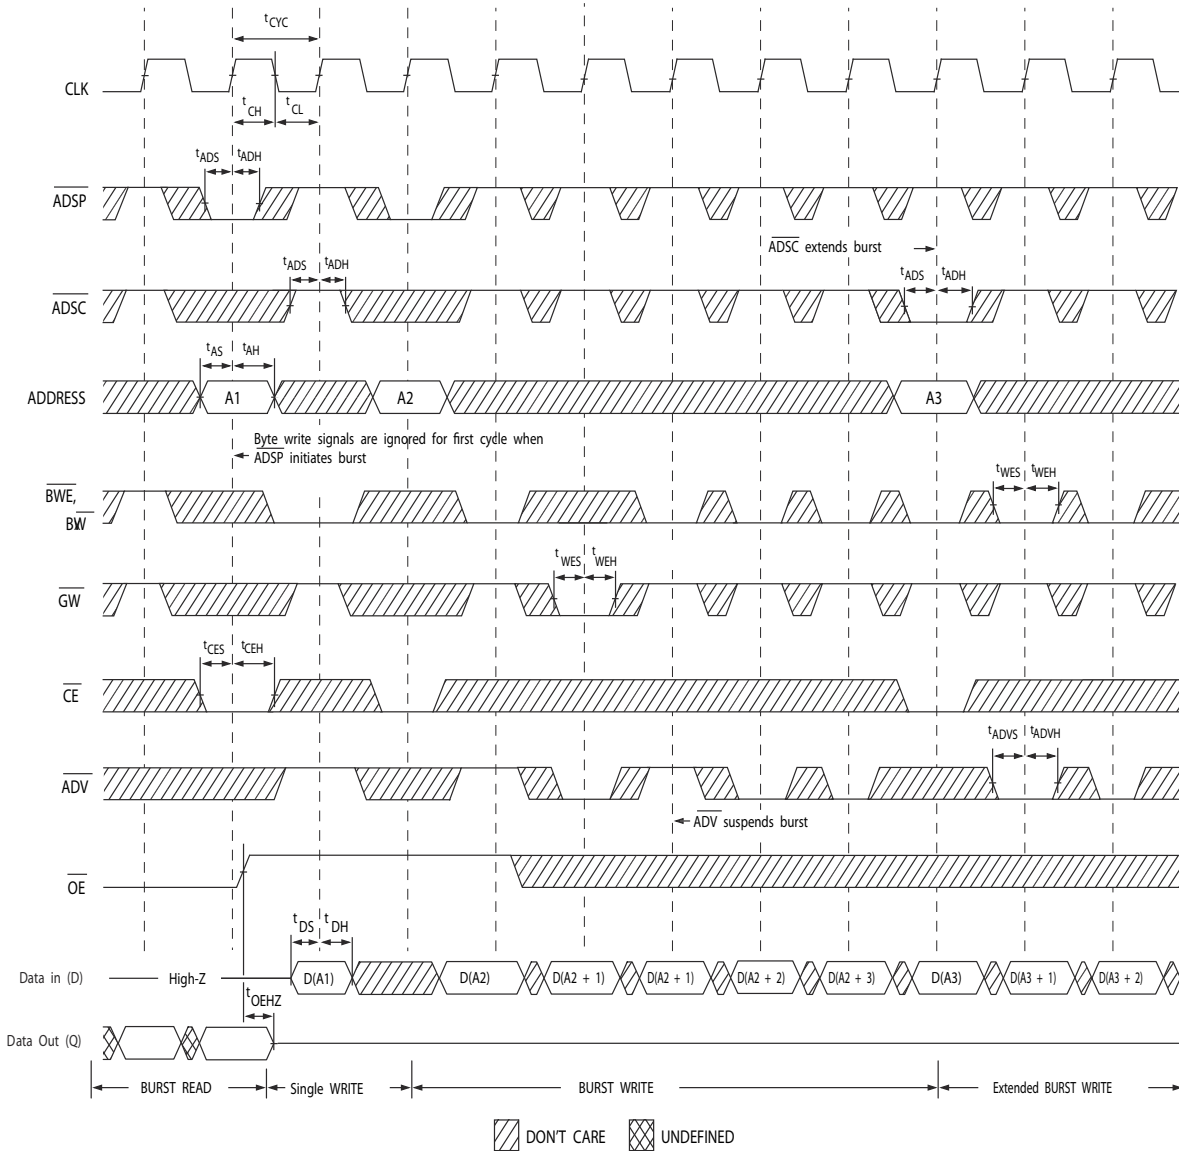 tCYC
CLK
tCH
tCL
tADS tADH
ADSP
ADSC extends burst
tADS tADH
tADS tADH
ADSC
tAS tAH
ADDRESS
A1
A2
A3
Byte write signals are ignored for first cycle when
ADSP initiates burst
tWES tWEH
BWE,
BW
tWES tWEH
GW
tCES tCEH
CE
tADVS tADVH
ADV
ADV suspends burst
OE
tDS tDH
Data in (D)
High-Z
D(A1)
D(A2)
D(A2 + 1)
D(A2 + 1)
D(A2 + 2)
D(A2 + 3)
D(A3)
D(A3 + 1)
D(A3 + 2)
tOEHZ
Data Out (Q)
BURST READ
Single WRITE
BURST WRITE
Extended BURST WRITE
DON'T CARE
UNDEFINED